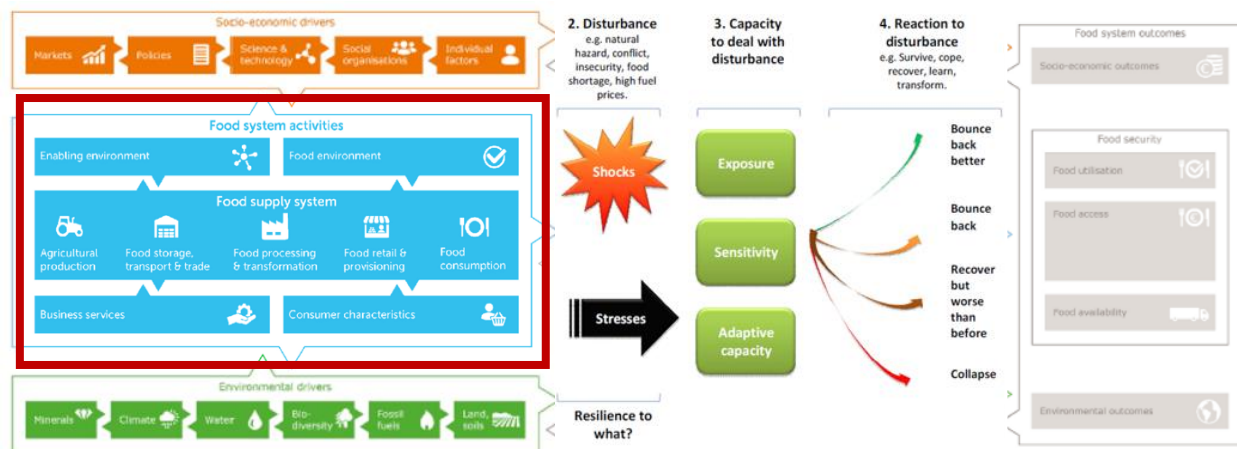 Socio-economic drivers
Markets
Policies
Science &
technology
Social
organisations
Individual
factors
Food system activities
Enabling environment
Food environment
Food supply system
Agricultural
production
Food storage,
transport & trade
Food processing
& transformation
Food retail &
provisioning
Food
consumption
Business services
Consumer characteristics
Environmental drivers
Minerals
Climate
Water
Bio-
diversity
Fossil
fuels
Land,
soils
2. Disturbance
e.g. natural
hazard, conflict,
insecurity, food
shortage, high fuel
prices.
Shocks
Stresses
Resilience to
what?
3. Capacity
to deal with
disturbance
Exposure
Sensitivity
Adaptive
capacity
4. Reaction to
disturbance
e.g. Survive, cope,
recover, learn,
transform.
Bounce
back
better
Bounce
back
Recover
but
worse
than
before
Collapse
Food system outcomes
Socio-economic outcomes
Food security
Food utilisation
Food access
Food availability
Environmental outcomes